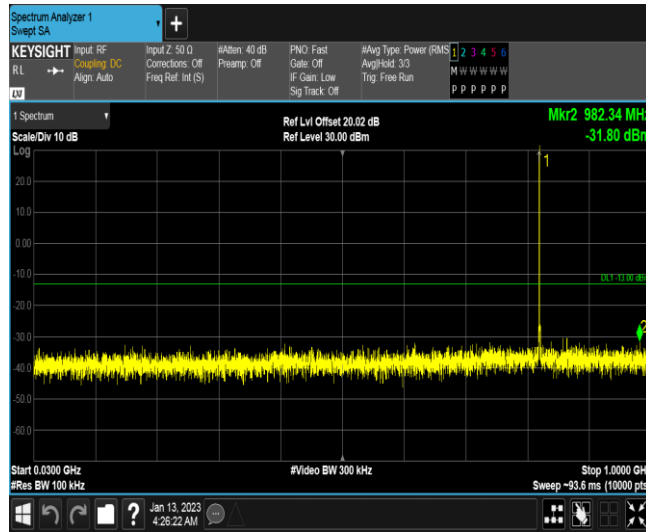 Spectrum Analyzer 1
Swept SA
KEYSIGHT
RL
LXI
Input: RF
Coupling: DC
Align: Auto
Input Z: 50 Ω
Corrections: Off
Freq Ref: Int (S)
#Atten: 40 dB
Preamp: Off
PNO: Fast
Gate: Off
IF Gain: Low
Sig Track: Off
#Avg Type: Power (RMS
Avg|Hold: 3/3
Trig: Free Run
1 2 3 4 5 6
M W W W W W
P P P P P P
1 Spectrum
Scale/Div 10 dB
Log
Ref Lvl Offset 20.02 dB
Ref Level 30.00 dBm
Mkr2 982.34 MHz
-31.80 dBm
1
20.0
10.0
0.00
-10.0
DL1 -13.00 dBm
-20.0
-30.0
2
-40.0
-50.0
-60.0
Start 0.0300 GHz
#Res BW 100 kHz
#Video BW 300 kHz
Stop 1.0000 GH
Sweep ~93.6 ms (10000 pts
?
Jan 13, 2023
4:26:22 AM